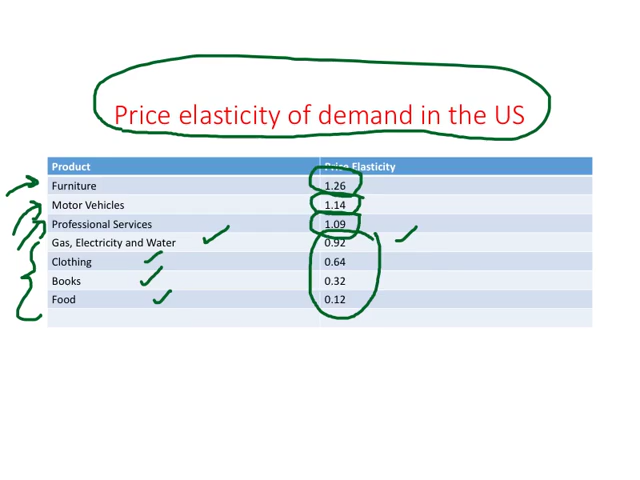 Price elasticity of demand in the US
Product Price Elasticity
Furniture 1.26
Motor Vehicles 1.14
Professional Services 1.09
Gas, Electricity and Water 0.92
Clothing 0.64
Books 0.32
Food 0.12